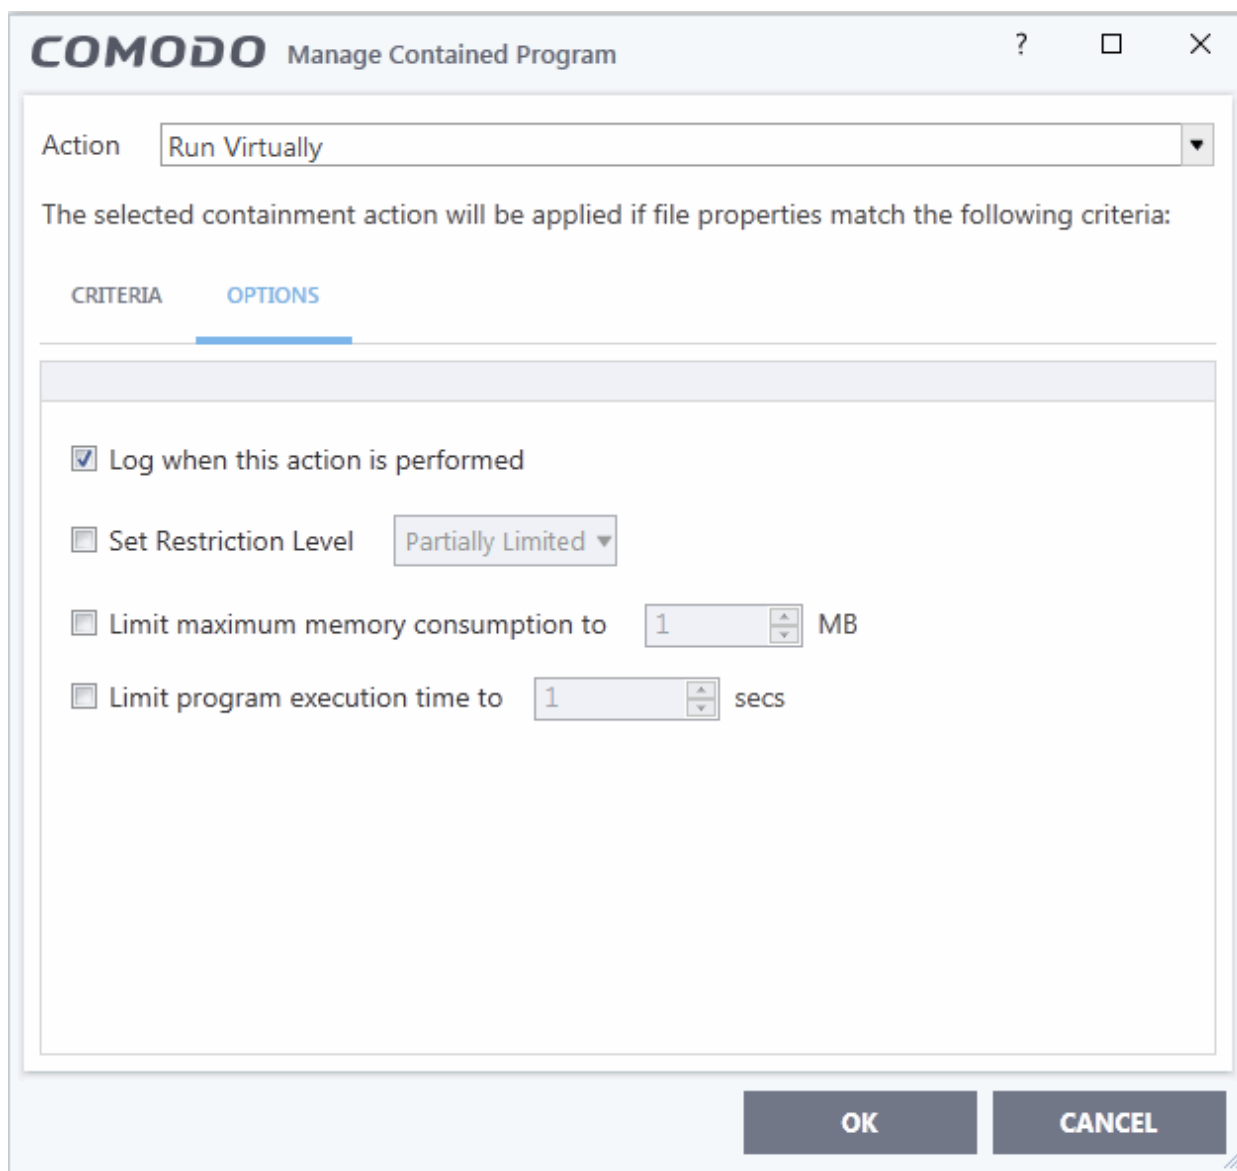 COMODO Manage Contained Program ?
Action Run Virtually
The selected containment action will be applied if file properties match the following criteria:
CRITERIA OPTIONS
Log when this action is performed
Set Restriction Level Partially Limited
Limit maximum memory consumption to 1 MB
Limit program execution time to 1 secs
OK CANCEL